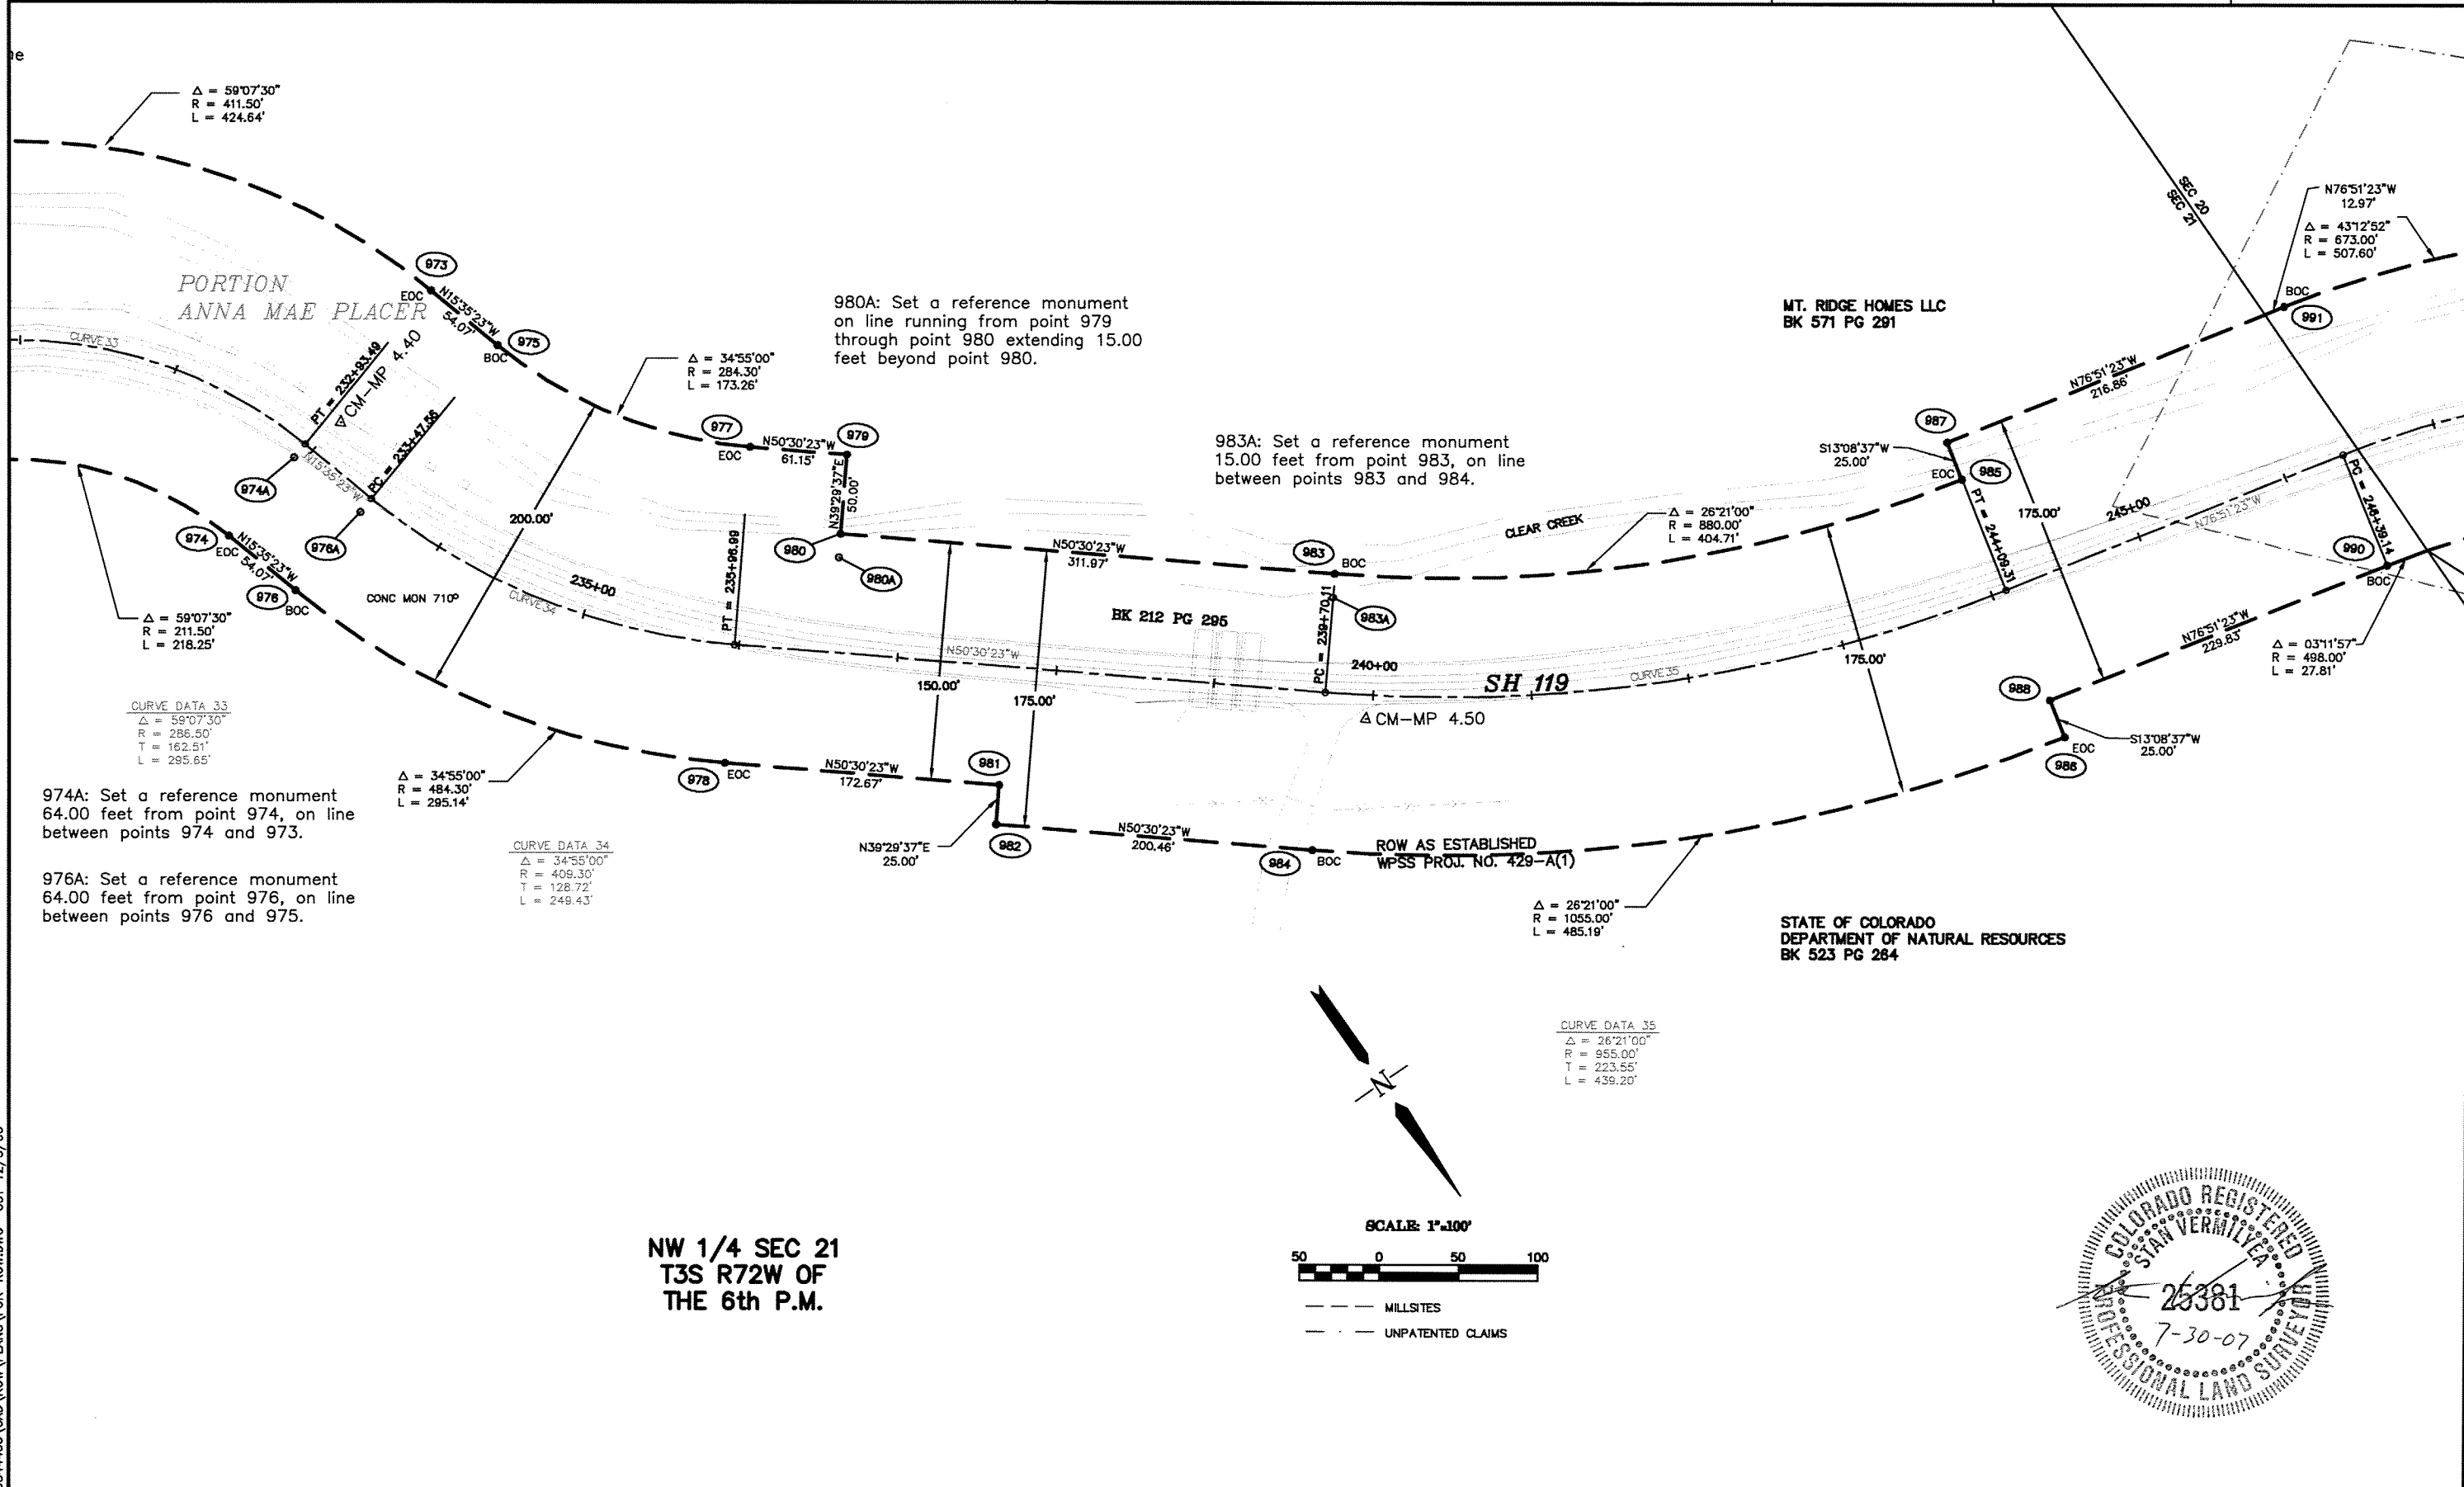 Δ = 59°07'30"
R = 411.50'
L = 424.64'
SEC 20
SEC 21
N76°51'23"W
12.97'
Δ = 43°12'52"
R = 673.00'
L = 507.60'
973
EOC
N15°35'23"W
54.07'
975
BOC
PORTION
ANNA MAE PLACER
CURVE 33
PT = 232+93.49
CM-MP 4.40
PC = 233+47.56
N15°35'23"W
974A
976A
974
EOC
N15°35'23"W
54.07'
976
BOC
CONC MON 710
Δ = 59°07'30"
R = 211.50'
L = 218.25'
980A: Set a reference monument
on line running from point 979
through point 980 extending 15.00
feet beyond point 980.
Δ = 34°55'00"
R = 284.30'
L = 173.26'
977
EOC
N50°30'23"W
61.15'
979
N39°29'37"E
50.00'
980
980A
200.00'
235+00
CURVE 34
PT = 235+96.99
983A: Set a reference monument
15.00 feet from point 983, on line
between points 983 and 984.
N50°30'23"W
311.97'
983
BOC
983A
PC = 239+70.11
BK 212 PG 295
N50°30'23"W
150.00'
175.00'
240+00
SH 119
CURVE 35
CM-MP 4.50
CLEAR CREEK
Δ = 26°21'00"
R = 880.00'
L = 404.71'
MT. RIDGE HOMES LLC
BK 571 PG 291
BOC
991
N76°51'23"W
216.86'
987
S13°08'37"W
25.00'
EOC
985
PT = 244+09.31
175.00'
175.00'
245+00
N76°51'23"W
PC = 246+39.14
990
BOC
N76°51'23"W
229.83'
Δ = 03°11'57"
R = 498.00'
L = 27.81'
988
S13°08'37"W
25.00'
EOC
986
CURVE DATA 33
Δ = 59°07'30"
R = 286.50'
T = 162.51'
L = 295.65'
974A: Set a reference monument
64.00 feet from point 974, on line
between points 974 and 973.
976A: Set a reference monument
64.00 feet from point 976, on line
between points 976 and 975.
Δ = 34°55'00"
R = 484.30'
L = 295.14'
CURVE DATA 34
Δ = 34°55'00"
R = 409.30'
T = 128.72'
L = 249.43'
978
EOC
N50°30'23"W
172.67'
981
N39°29'37"E
25.00'
982
N50°30'23"W
200.46'
984
BOC
ROW AS ESTABLISHED
WPSS PROJ. NO. 429-A(1)
Δ = 26°21'00"
R = 1055.00'
L = 485.19'
STATE OF COLORADO
DEPARTMENT OF NATURAL RESOURCES
BK 523 PG 264
CURVE DATA 35
Δ = 26°21'00"
R = 955.00'
T = 223.55'
L = 439.20'
N
SCALE: 1"=100'
50 0 50 100
MILLSITES
UNPATENTED CLAIMS
NW 1/4 SEC 21
T3S R72W OF
THE 6th P.M.
COLORADO REGISTERED
STAN VERMILYEA
25381
7-30-07
PROFESSIONAL LAND SURVEYOR